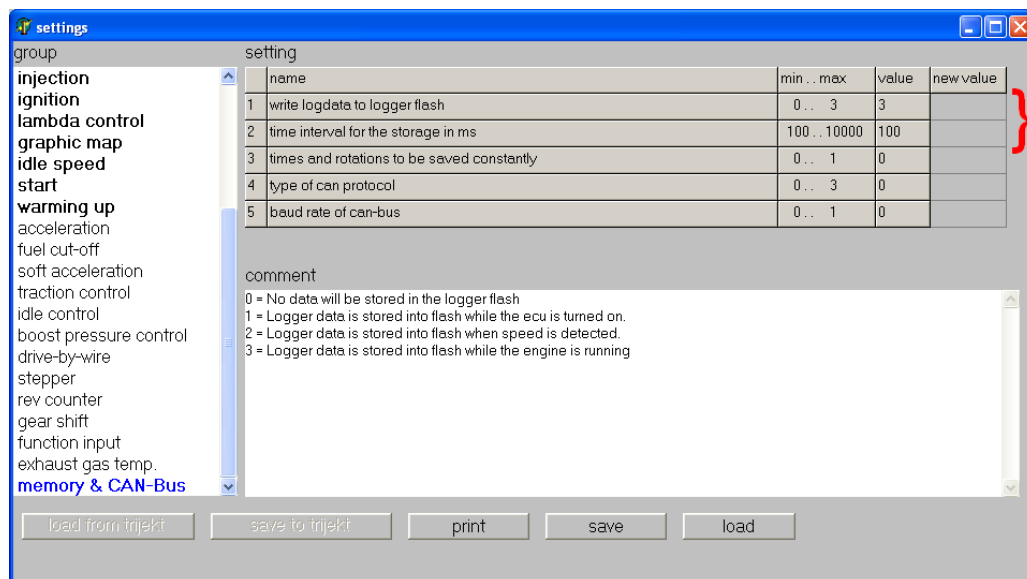 settings
group
setting
injection
ignition
lambda control
graphic map
idle speed
start
warming up
acceleration
fuel cut-off
soft acceleration
traction control
idle control
boost pressure control
drive-by-wire
stepper
rev counter
gear shift
function input
exhaust gas temp.
memory & CAN-Bus
name min . . max value new value
1 write logdata to logger flash 0 . . 3 3
2 time interval for the storage in ms 100 . . 10000 100
3 times and rotations to be saved constantly 0 . . 1 0
4 type of can protocol 0 . . 3 0
5 baud rate of can-bus 0 . . 1 0
comment
0 = No data will be stored in the logger flash
1 = Logger data is stored into flash while the ecu is turned on.
2 = Logger data is stored into flash when speed is detected.
3 = Logger data is stored into flash while the engine is running
load from trijekt save to trijekt print save load